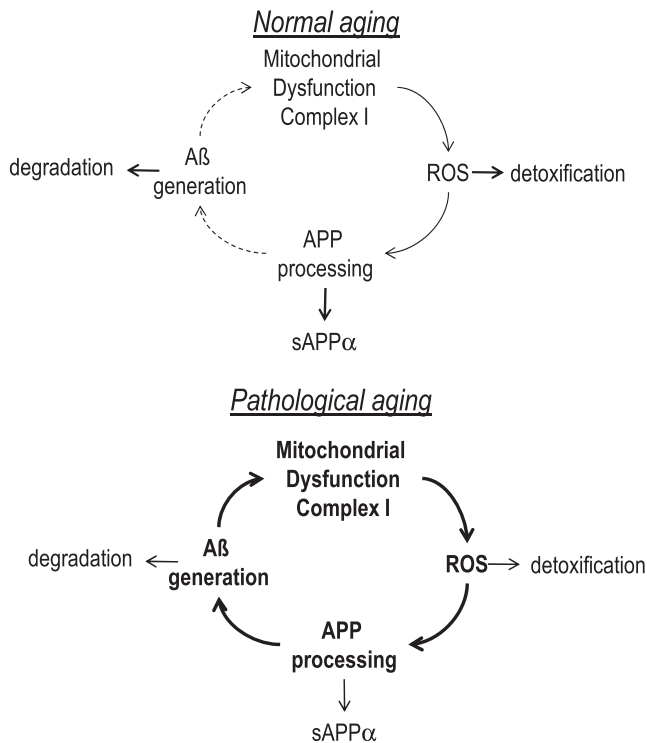 Normal aging
Mitochondrial
Dysfunction
Complex I
degradation
Aß
generation
ROS
detoxification
APP
processing
sAPPα
Pathological aging
Mitochondrial
Dysfunction
Complex I
degradation
Aß
generation
ROS
detoxification
APP
processing
sAPPα